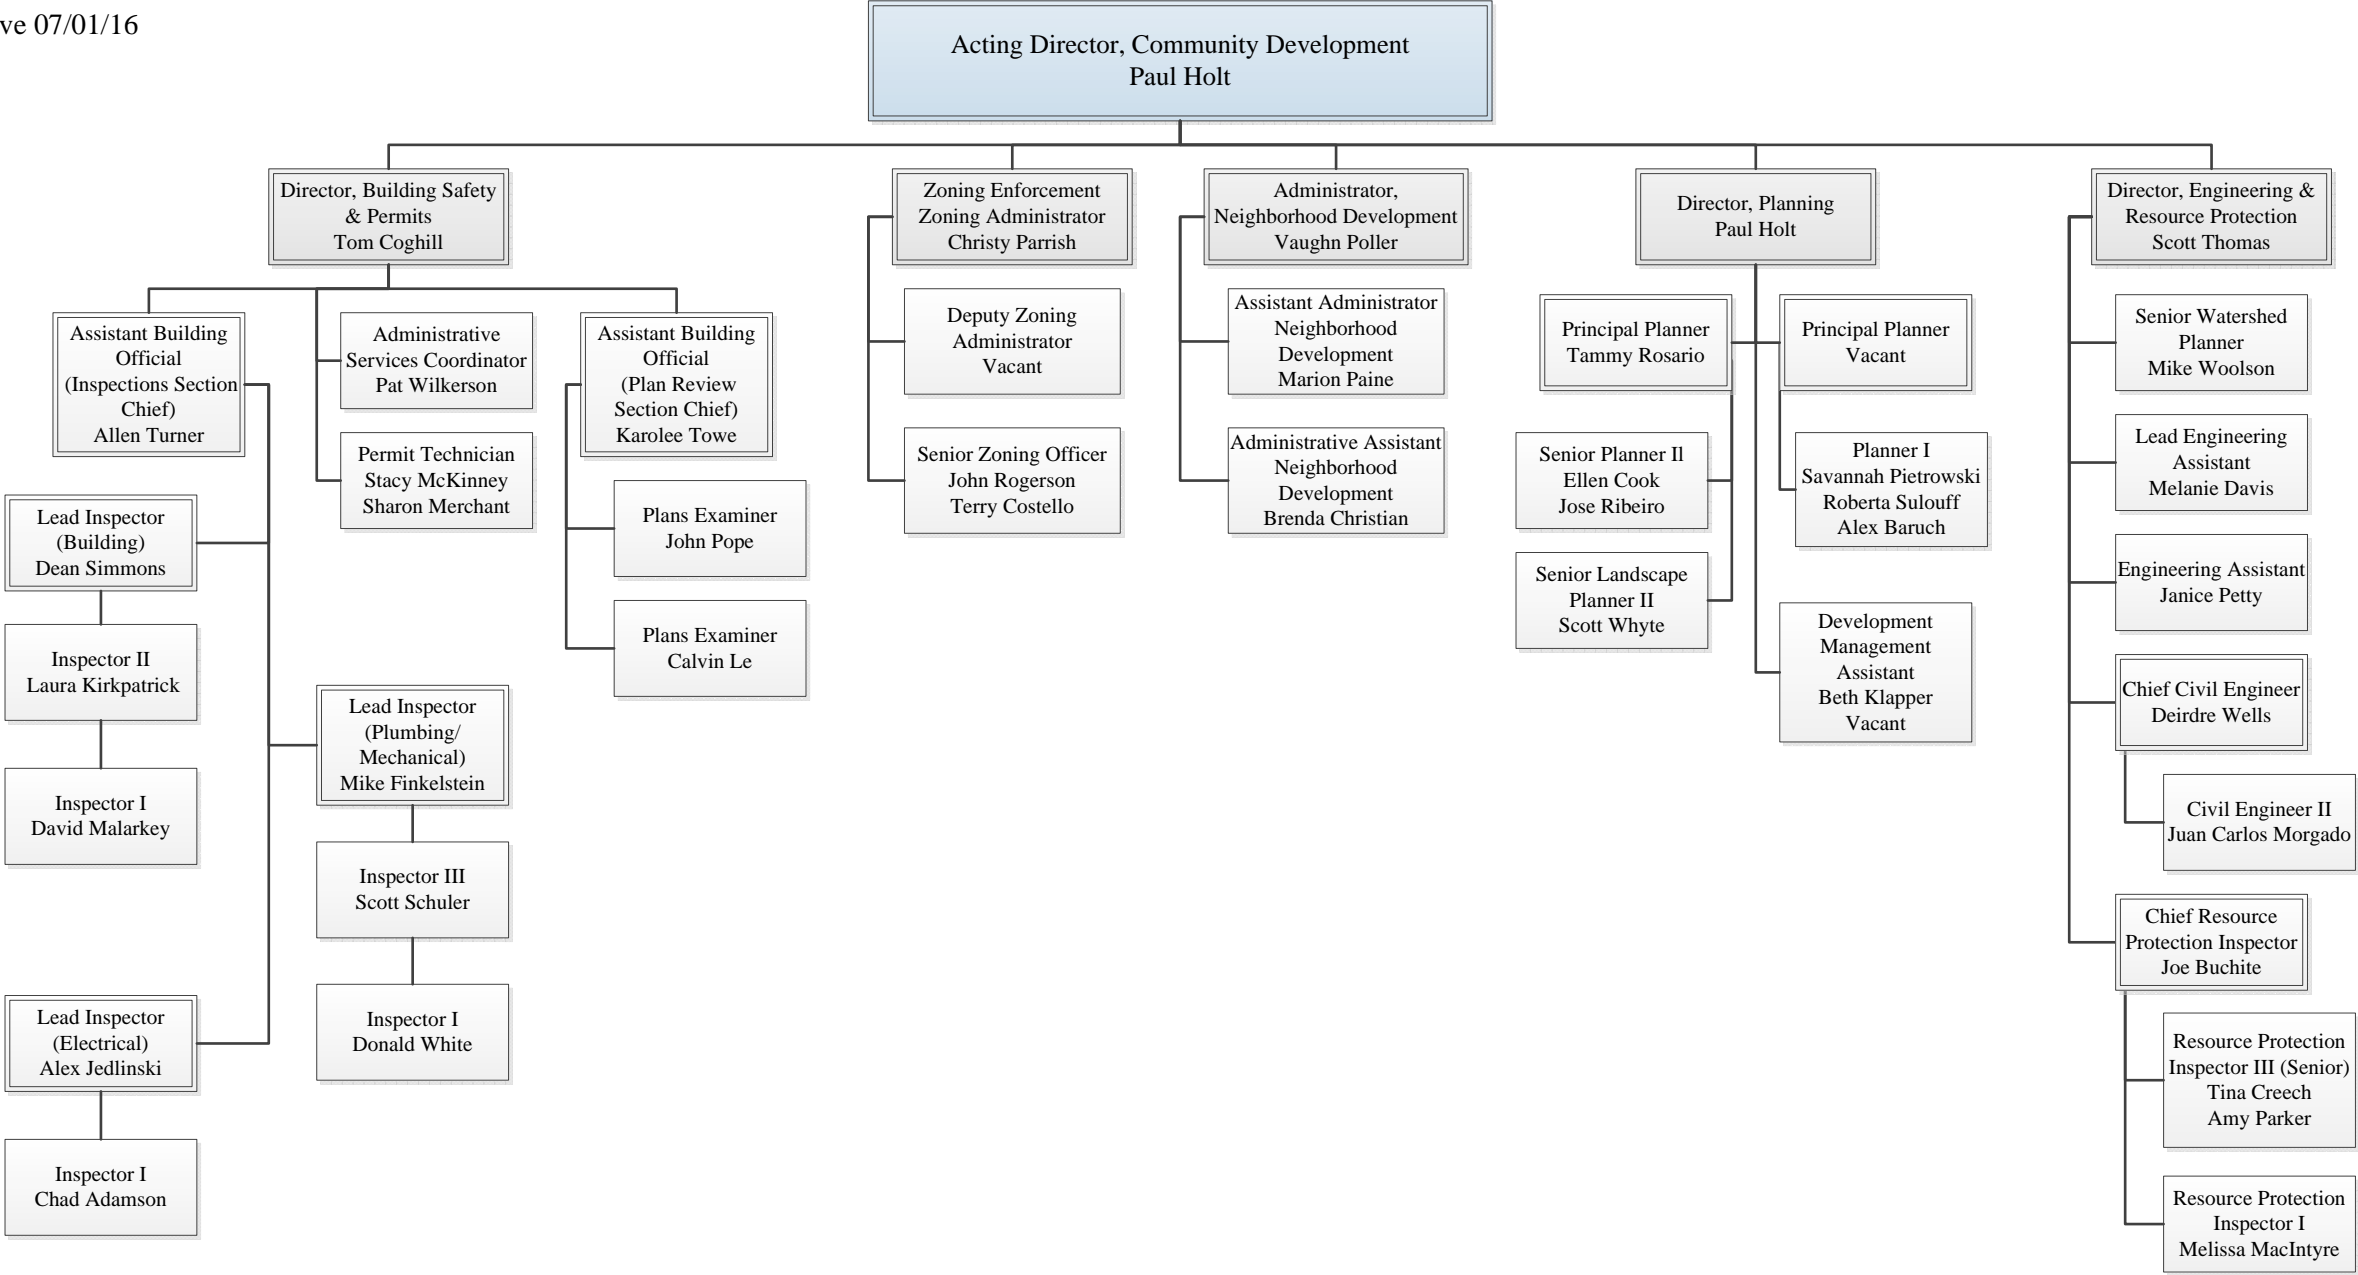 ve 07/01/16
Acting Director, Community Development
Paul Holt
Director, Building Safety
& Permits
Tom Coghill
Assistant Building
Official
(Inspections Section
Chief)
Allen Turner
Lead Inspector
(Building)
Dean Simmons
Inspector II
Laura Kirkpatrick
Inspector I
David Malarkey
Lead Inspector
(Electrical)
Alex Jedlinski
Inspector I
Chad Adamson
Lead Inspector
(Plumbing/
Mechanical)
Mike Finkelstein
Inspector III
Scott Schuler
Inspector I
Donald White
Administrative
Services Coordinator
Pat Wilkerson
Permit Technician
Stacy McKinney
Sharon Merchant
Assistant Building
Official
(Plan Review
Section Chief)
Karolee Towe
Plans Examiner
John Pope
Plans Examiner
Calvin Le
Zoning Enforcement
Zoning Administrator
Christy Parrish
Deputy Zoning
Administrator
Vacant
Senior Zoning Officer
John Rogerson
Terry Costello
Administrator,
Neighborhood Development
Vaughn Poller
Assistant Administrator
Neighborhood
Development
Marion Paine
Administrative Assistant
Neighborhood
Development
Brenda Christian
Director, Planning
Paul Holt
Principal Planner
Tammy Rosario
Senior Planner Il
Ellen Cook
Jose Ribeiro
Senior Landscape
Planner II
Scott Whyte
Principal Planner
Vacant
Planner I
Savannah Pietrowski
Roberta Sulouff
Alex Baruch
Development
Management
Assistant
Beth Klapper
Vacant
Director, Engineering &
Resource Protection
Scott Thomas
Senior Watershed
Planner
Mike Woolson
Lead Engineering
Assistant
Melanie Davis
Engineering Assistant
Janice Petty
Chief Civil Engineer
Deirdre Wells
Civil Engineer II
Juan Carlos Morgado
Chief Resource
Protection Inspector
Joe Buchite
Resource Protection
Inspector III (Senior)
Tina Creech
Amy Parker
Resource Protection
Inspector I
Melissa MacIntyre